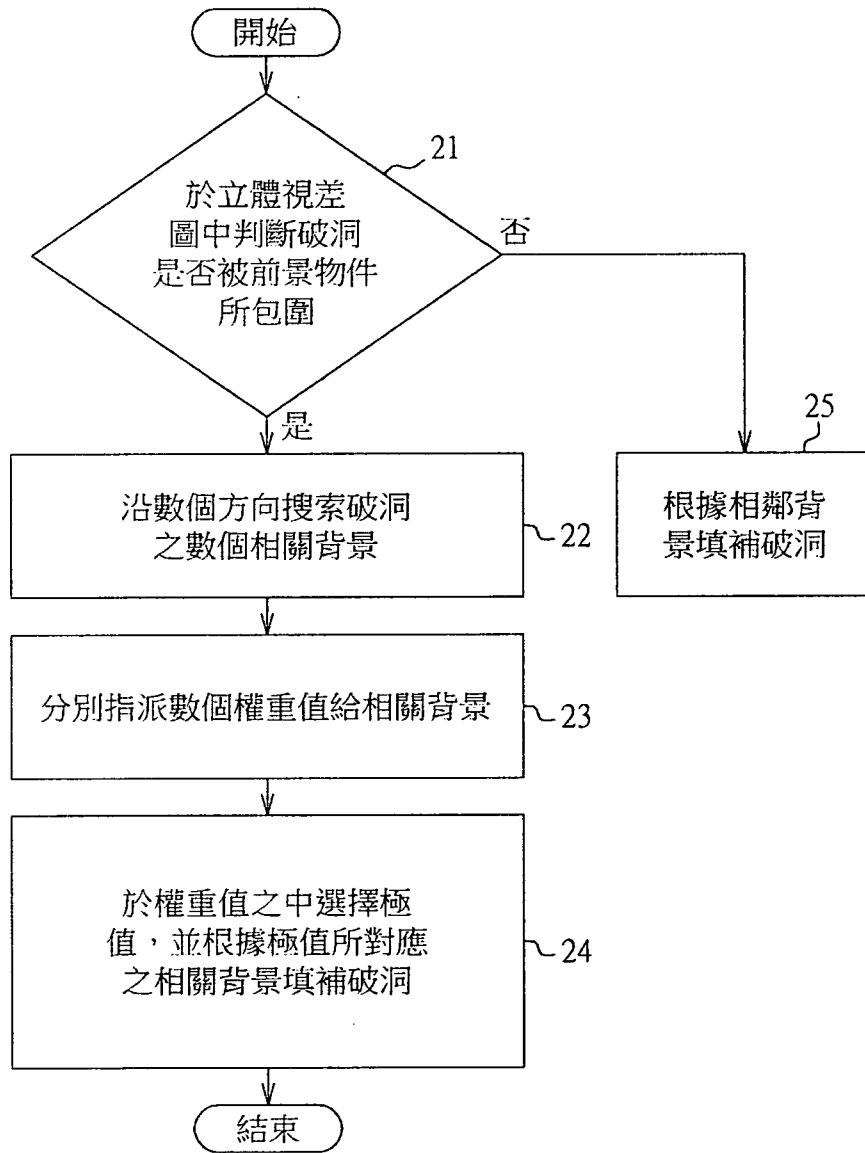 開始
21
於立體視差
圖中判斷破洞
是否被前景物件
所包圍
否
是
25
沿數個方向搜索破洞
之數個相關背景
22
根據相鄰背
景填補破洞
分別指派數個權重值給相關背景
23
於權重值之中選擇極
值，並根據極值所對應
之相關背景填補破洞
24
結束